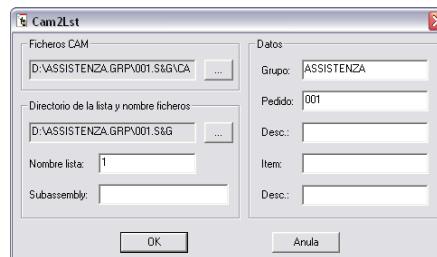 Cam2Lst
Ficheros CAM
D:\ASSISTENZA.GRP\001.S&G\CA
...
Directorio de la lista y nombre ficheros
D:\ASSISTENZA.GRP\001.S&G
...
Nombre lista: 1
Subassembly:
Datos
Grupo: ASSISTENZA
Pedido: 001
Desc.:
Item:
Desc.:
OK
Anula